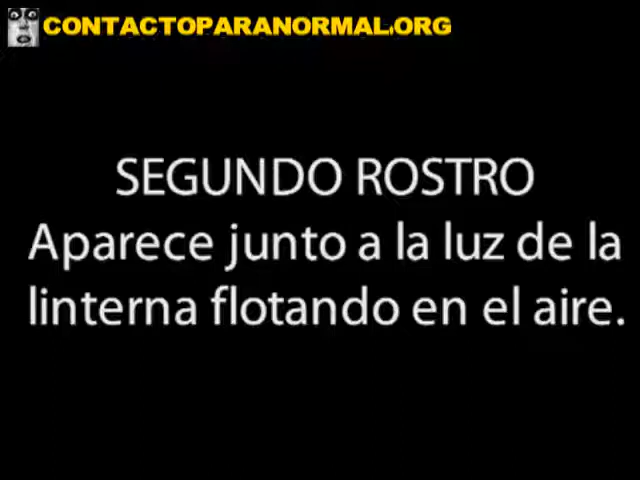 CONTACTOPARANORMAL.ORG
SEGUNDO ROSTRO
Aparece junto a la luz de la
linterna flotando en el aire.